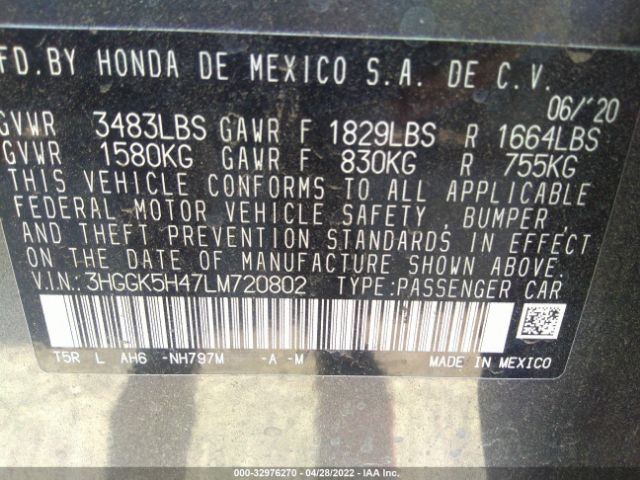 FD.BY HONDA DE MEXICO S.A. DE C.V.
06/'20
GVWR 3483LBS GAWR F 1829LBS R 1664LBS
GVWR 1580KG GAWR F 830KG R 755KG
THIS VEHICLE CONFORMS TO ALL APPLICABLE
FEDERAL MOTOR VEHICLE SAFETY , BUMPER ,
AND THEFT PREVENTION STANDARDS IN EFFECT
ON THE DATE OF MANUFACTURE SHOWN ABOVE.
V.I.N.: 3HGGK5H47LM720802 TYPE:PASSENGER CAR
T5R L AH6 -NH797M -A -M MADE IN MEXICO
000-32976270 - 04/28/2022 - IAA Inc.